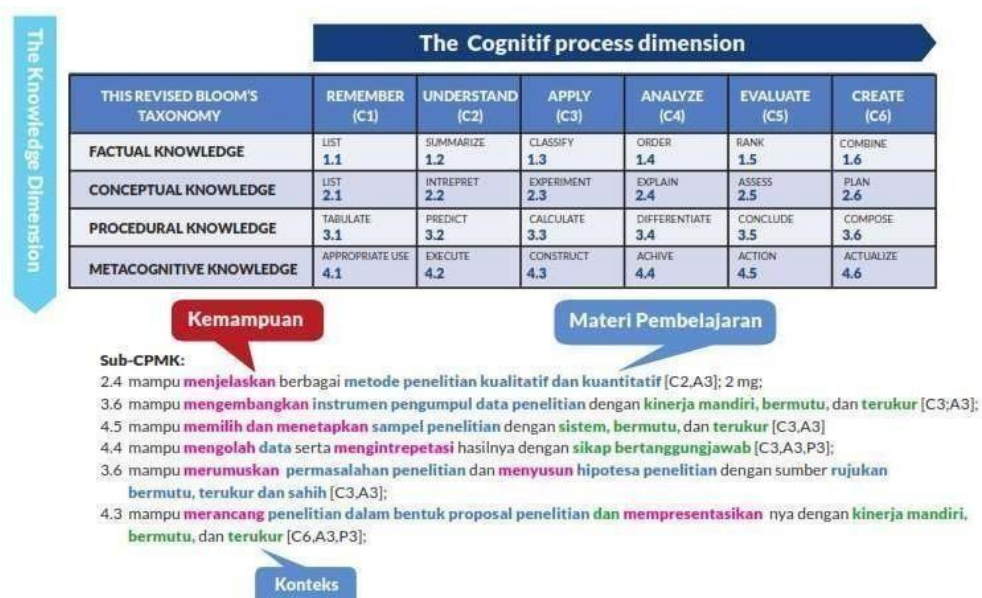 The Cognitif process dimension
The Knowledge Dimension
THIS REVISED BLOOM'S TAXONOMY REMEMBER (C1) UNDERSTAND (C2) APPLY (C3) ANALYZE (C4) EVALUATE (C5) CREATE (C6)
FACTUAL KNOWLEDGE LIST 1.1 SUMMARIZE 1.2 CLASSIFY 1.3 ORDER 1.4 RANK 1.5 COMBINE 1.6
CONCEPTUAL KNOWLEDGE LIST 2.1 INTREPRET 2.2 EXPERIMENT 2.3 EXPLAIN 2.4 ASSESS 2.5 PLAN 2.6
PROCEDURAL KNOWLEDGE TABULATE 3.1 PREDICT 3.2 CALCULATE 3.3 DIFFERENTIATE 3.4 CONCLUDE 3.5 COMPOSE 3.6
METACOGNITIVE KNOWLEDGE APPROPRIATE USE 4.1 EXECUTE 4.2 CONSTRUCT 4.3 ACHIVE 4.4 ACTION 4.5 ACTUALIZE 4.6
Kemampuan
Materi Pembelajaran
Sub-CPMK:
2.4 mampu menjelaskan berbagai metode penelitian kualitatif dan kuantitatif [C2,A3]; 2 mg;
3.6 mampu mengembangkan instrumen pengumpul data penelitian dengan kinerja mandiri, bermutu, dan terukur [C3;A3];
4.5 mampu memilih dan menetapkan sampel penelitian dengan sistem, bermutu, dan terukur [C3,A3]
4.4 mampu mengolah data serta mengintrepetasi hasilnya dengan sikap bertanggungjawab [C3,A3,P3];
3.6 mampu merumuskan permasalahan penelitian dan menyusun hipotesa penelitian dengan sumber rujukan
bermutu, terukur dan sahih [C3,A3];
4.3 mampu merancang penelitian dalam bentuk proposal penelitian dan mempresentasikan nya dengan kinerja mandiri,
bermutu, dan terukur [C6,A3,P3];
Konteks